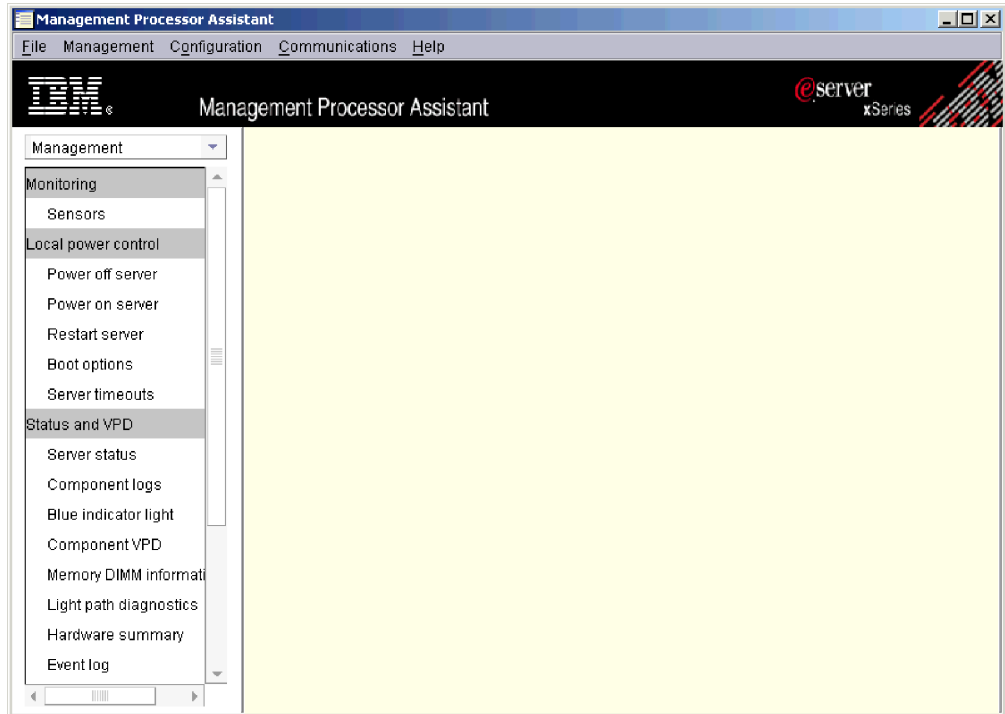 Management Processor Assistant
File Management Configuration Communications Help
IBM®
Management Processor Assistant
eserver
xSeries
Management
Monitoring
Sensors
Local power control
Power off server
Power on server
Restart server
Boot options
Server timeouts
Status and VPD
Server status
Component logs
Blue indicator light
Component VPD
Memory DIMM informati
Light path diagnostics
Hardware summary
Event log